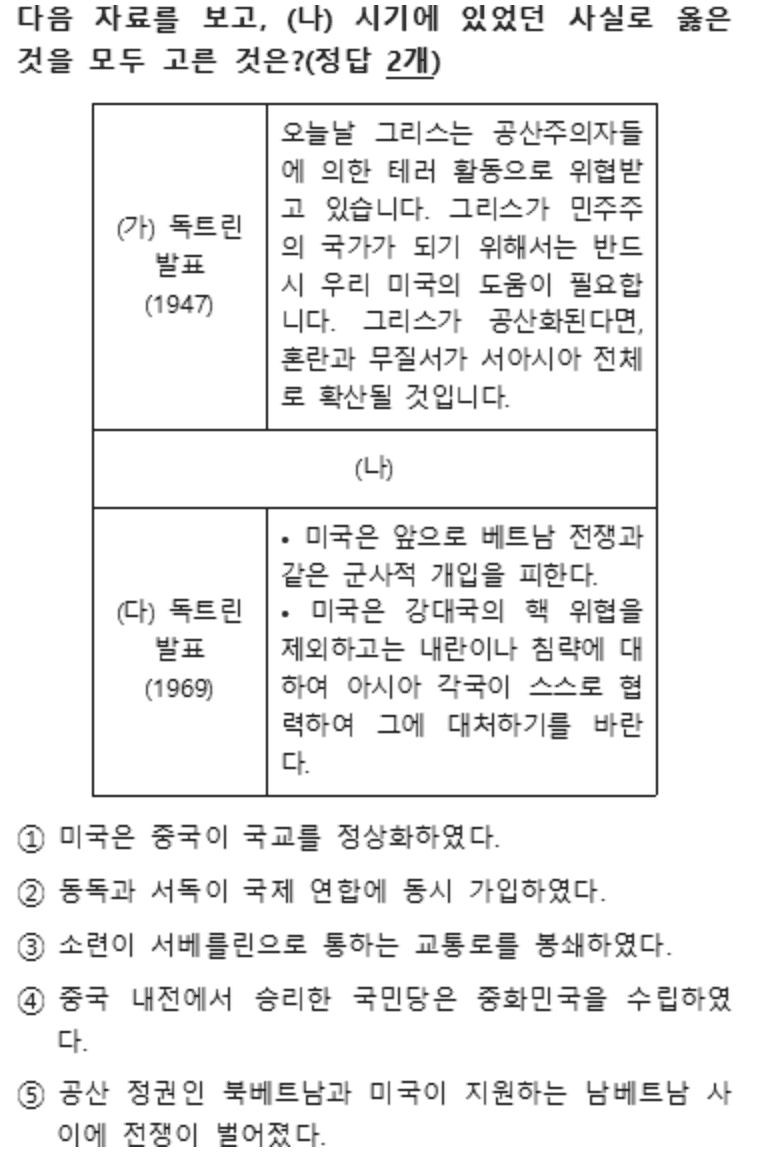 다음 자료를 보고, (나) 시기에 있었던 사실로 옳은
것을 모두 고른 것은?(정답 2개)
(가) 독트린
발표
(1947)
오늘날 그리스는 공산주의자들
에 의한 테러 활동으로 위협받
고 있습니다. 그리스가 민주주
의 국가가 되기 위해서는 반드
시 우리 미국의 도움이 필요합
니다. 그리스가 공산화된다면,
혼란과 무질서가 서아시아 전체
로 확산될 것입니다.
(나)
(다) 독트린
발표
(1969)
• 미국은 앞으로 베트남 전쟁과
같은 군사적 개입을 피한다.
• 미국은 강대국의 핵 위협을
제외하고는 내란이나 침략에 대
하여 아시아 각국이 스스로 협
력하여 그에 대처하기를 바란
다.
① 미국은 중국이 국교를 정상화하였다.
② 동독과 서독이 국제 연합에 동시 가입하였다.
③ 소련이 서베를린으로 통하는 교통로를 봉쇄하였다.
④ 중국 내전에서 승리한 국민당은 중화민국을 수립하였
다.
⑤ 공산 정권인 북베트남과 미국이 지원하는 남베트남 사
이에 전쟁이 벌어졌다.